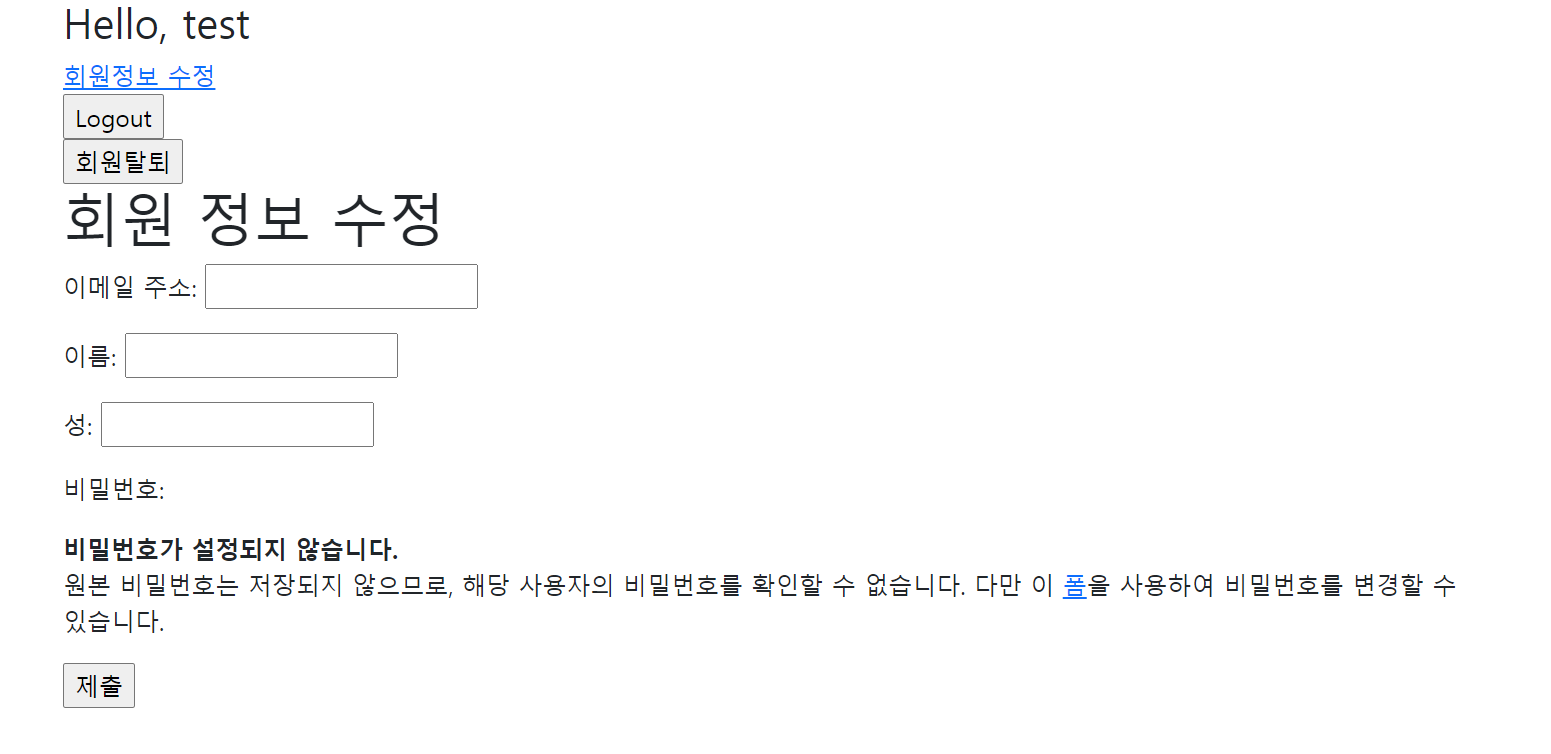 Hello, test
회원정보 수정
Logout
회원탈퇴
회원 정보 수정
이메일 주소:
이름:
성:
비밀번호:
비밀번호가 설정되지 않습니다.
원본 비밀번호는 저장되지 않으므로, 해당 사용자의 비밀번호를 확인할 수 없습니다. 다만 이 폼을 사용하여 비밀번호를 변경할 수
있습니다.
제출